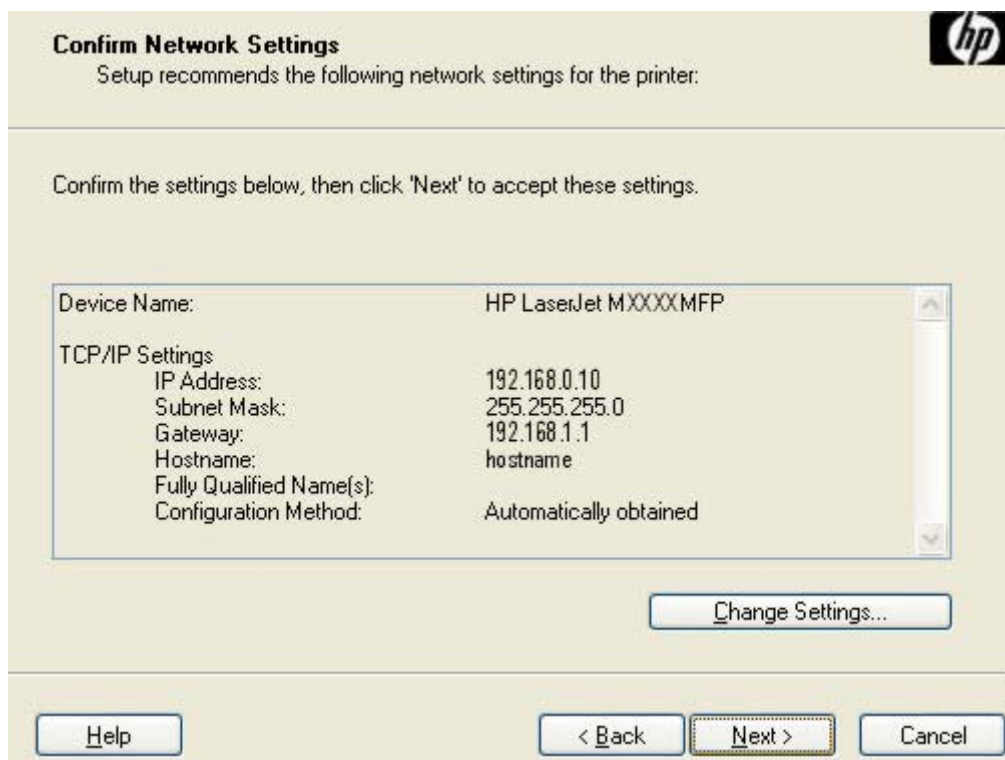 Confirm Network Settings
hp
Setup recommends the following network settings for the printer:
Confirm the settings below, then click 'Next' to accept these settings.
Device Name: HP LaserJet MXXXXMFP
TCP/IP Settings
IP Address: 192.168.0.10
Subnet Mask: 255.255.255.0
Gateway: 192.168.1.1
Hostname: hostname
Fully Qualified Name(s):
Configuration Method: Automatically obtained
Change Settings...
Help < Back Next > Cancel